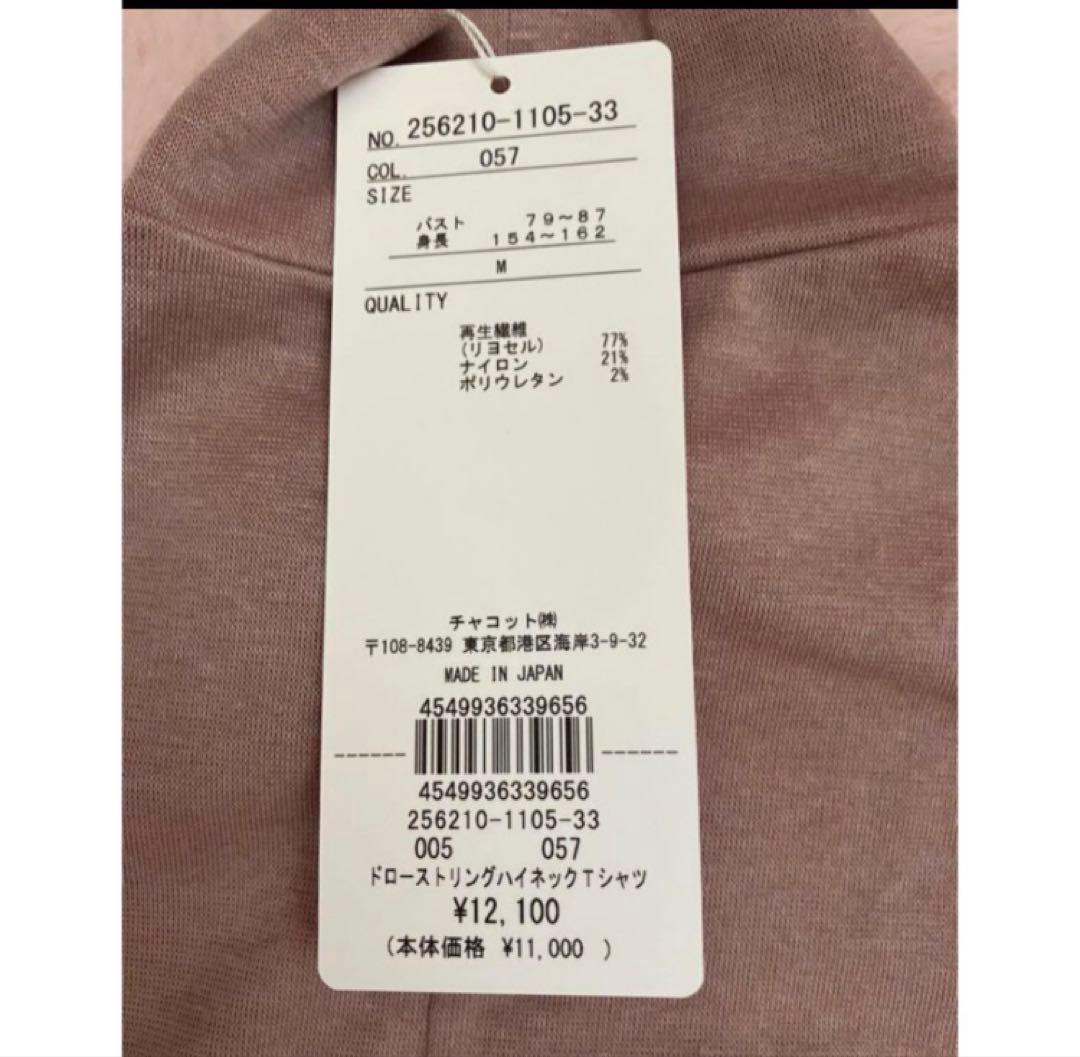 NO. 256210-1105-33
COL. 057
SIZE
バスト 79~87
身長 154~162
M
QUALITY
再生繊維
(リヨセル) 77%
ナイロン 21%
ポリウレタン 2%
チャコット㈱
〒108-8439 東京都港区海岸3-9-32
MADE IN JAPAN
4549936339656
4549936339656
256210-1105-33
005 057
ドローストリングハイネックTシャツ
¥12,100
(本体価格 ¥11,000 )